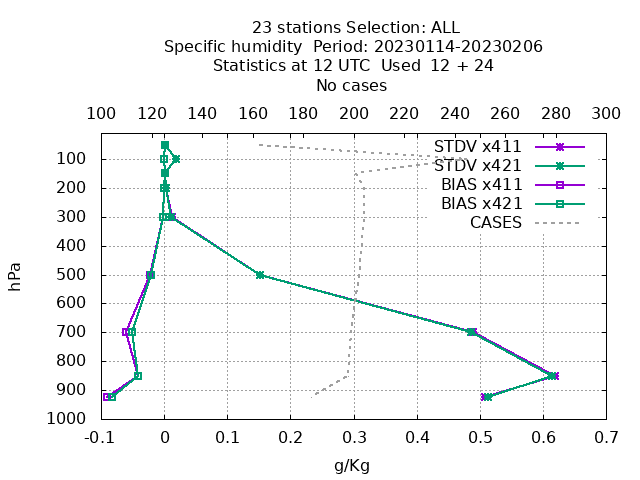 23 stations Selection: ALL
Specific humidity  Period: 20230114-20230206
Statistics at 12 UTC  Used  12 + 24
No cases
100 120 140 160 180 200 220 240 260 280 300
STDV x411
STDV x421
BIAS x411
BIAS x421
CASES
100
200
300
400
500
600
700
800
900
1000
hPa
-0.1 0 0.1 0.2 0.3 0.4 0.5 0.6 0.7
g/Kg